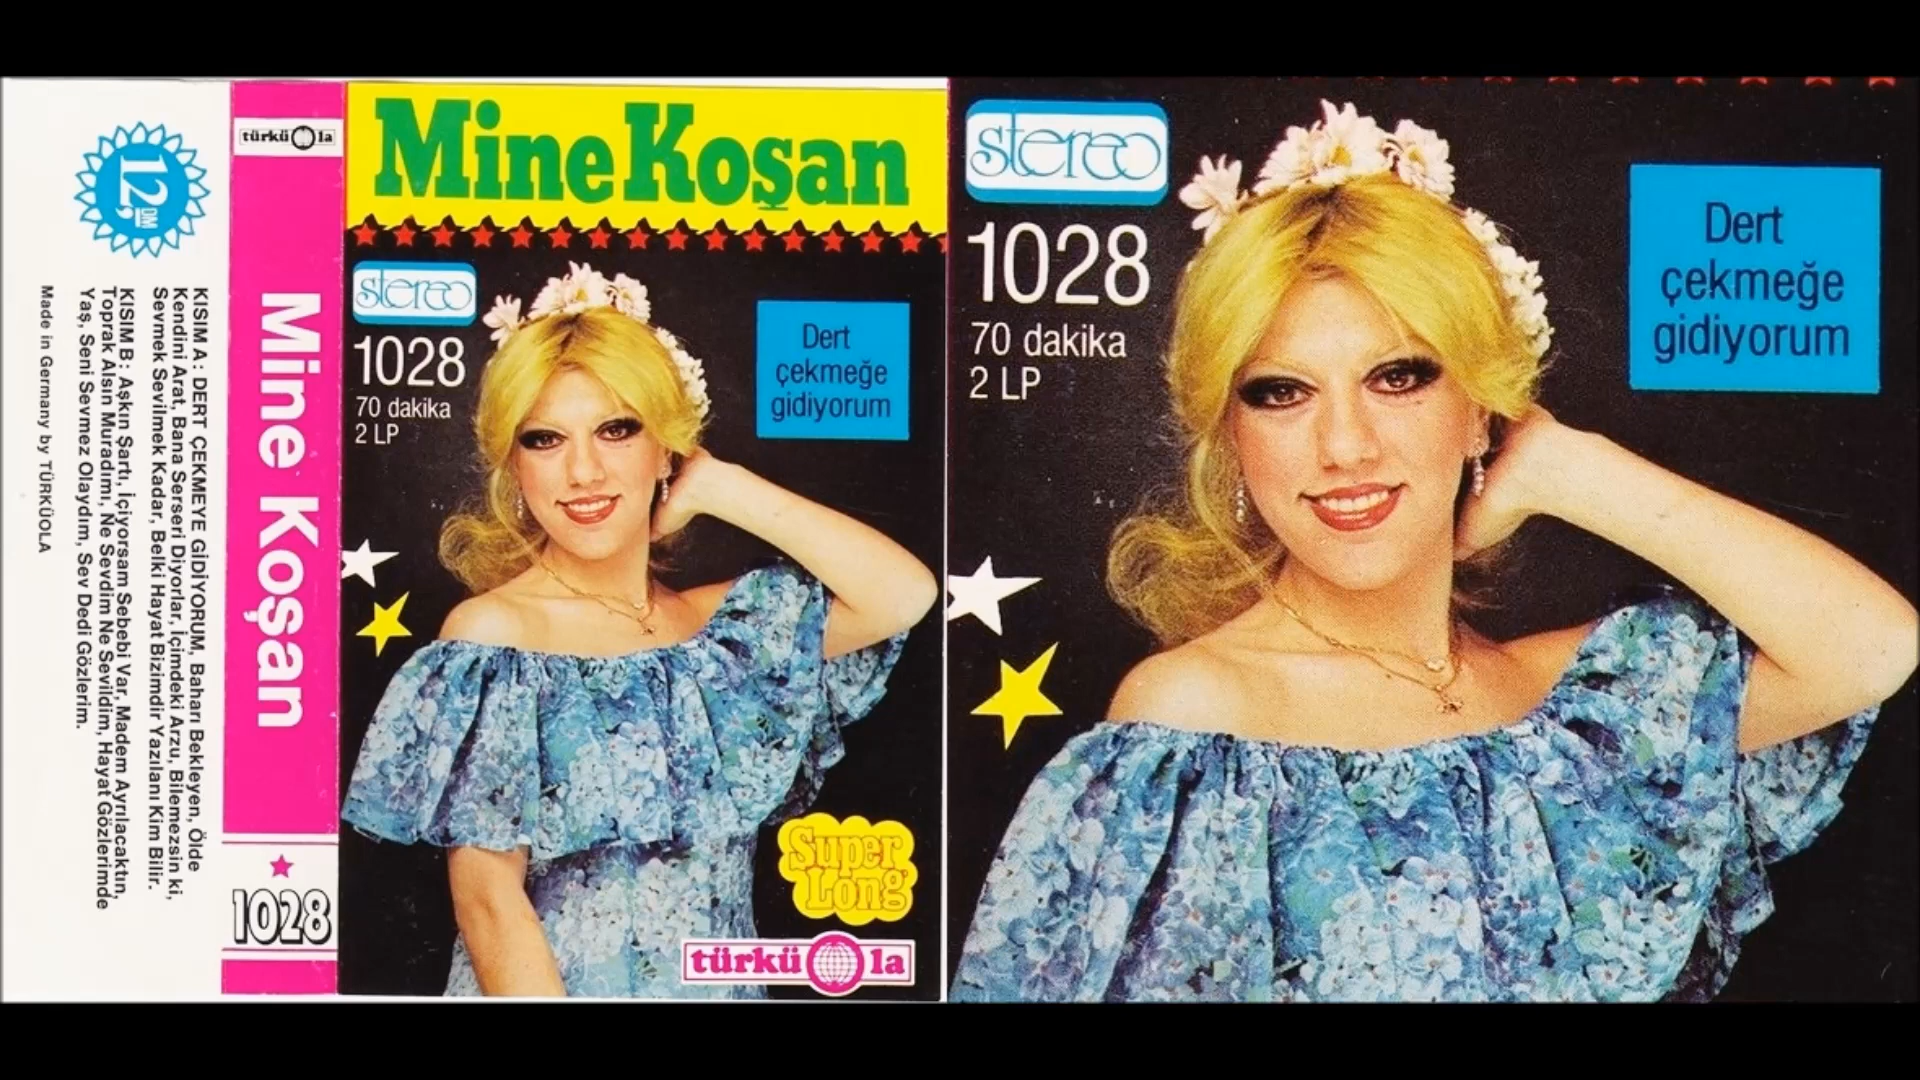 12,
DM
KISIM A: DERT ÇEKMEYE GİDİYORUM, Baharı Bekleyen, Ölde
Kendini Arat, Bana Serseri Diyorlar, İçimdeki Arzu, Bilemezsin ki,
Sevmek Sevilmek Kadar, Belki Hayat Bizimdir Yazılanı Kim Bilir.
KISIM B: Aşkın Şartı, İçiyorsam Sebebi Var, Madem Ayrılacaktın,
Toprak Alsın Muradımı, Ne Sevdim Ne Sevildim, Hayat Gözlerimde
Yaş, Seni Sevmez Olaydım, Sev Dedi Gözlerim.
Made in Germany by TÜRKÜOLA
türküola
Mine Koşan
1028
Mine Koşan
stereo
1028
70 dakika
2 LP
Dert
çekmeğe
gidiyorum
Super
Long
türküola
stereo
1028
70 dakika
2 LP
Dert
çekmeğe
gidiyorum